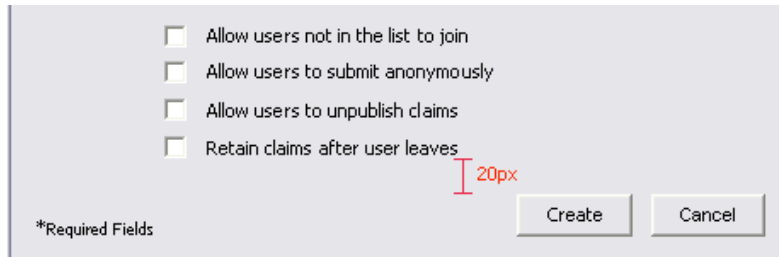 Allow users not in the list to join
Allow users to submit anonymously
Allow users to unpublish claims
Retain claims after user leaves
20px
Create Cancel
*Required Fields